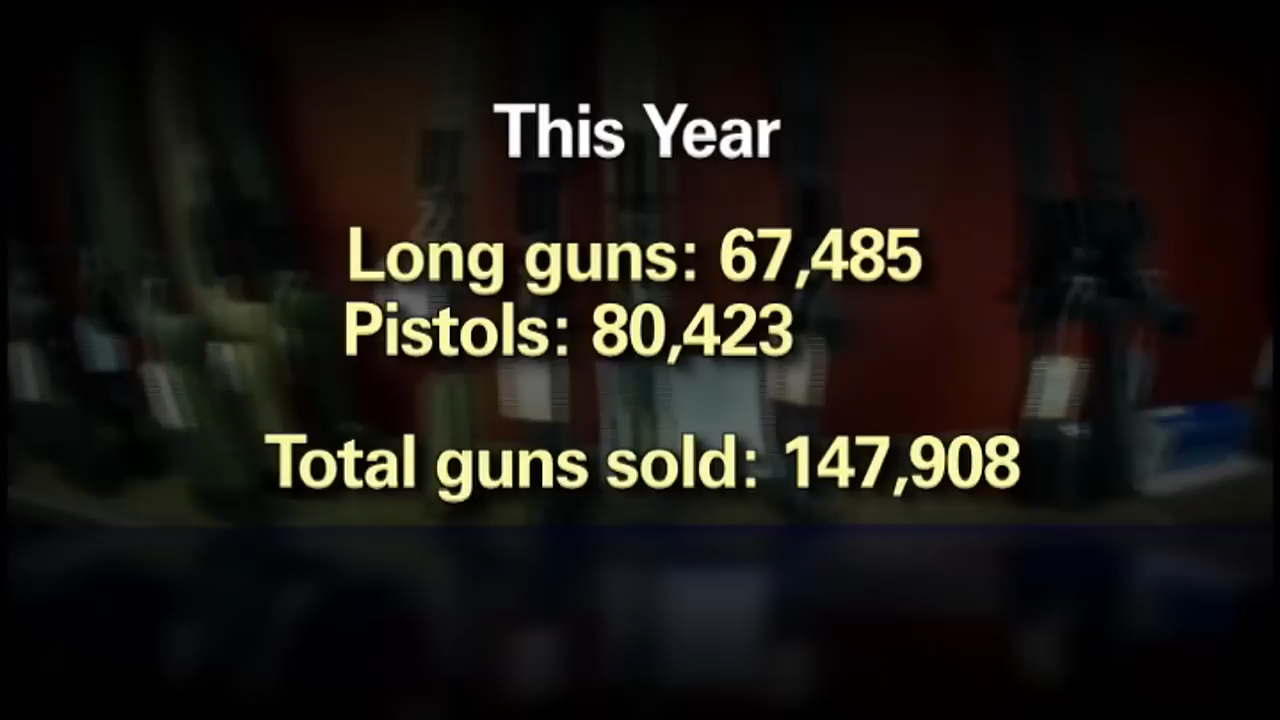 This Year
Long guns: 67,485
Pistols: 80,423
Total guns sold: 147,908